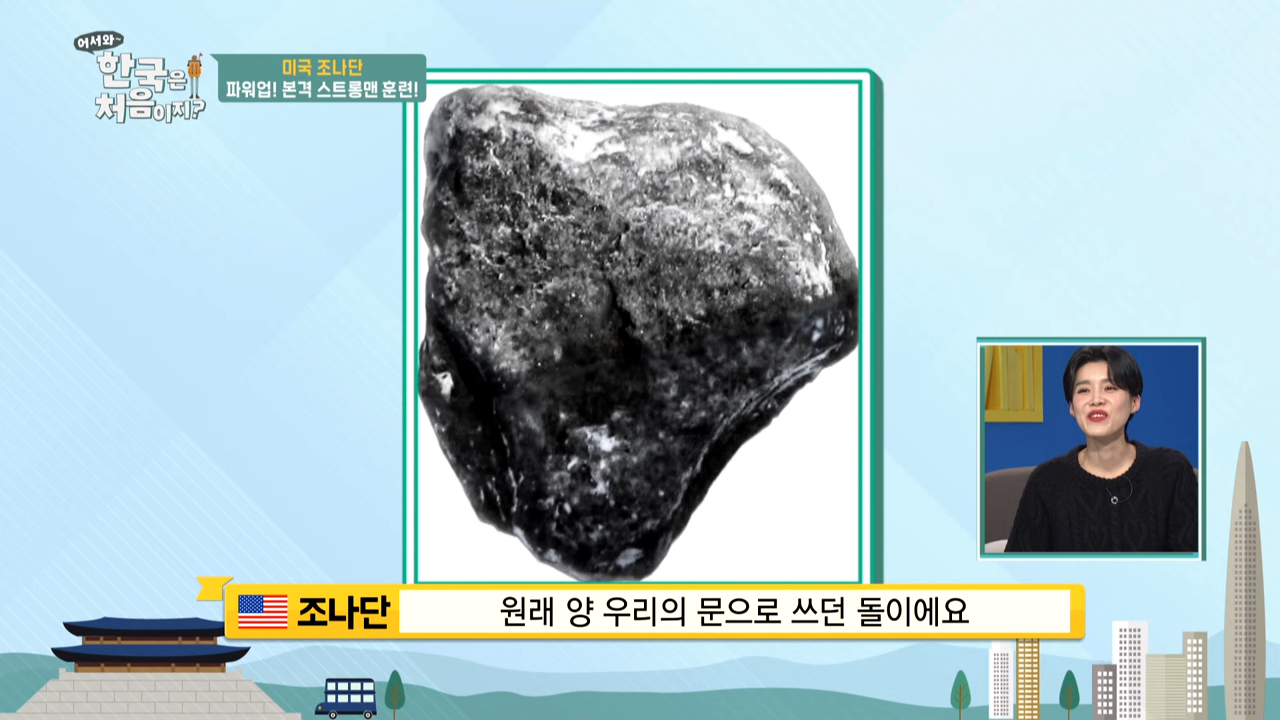 어서와~
한국은
처음이지?
미국 조나단
파워업! 본격 스트롱맨 훈련!
조나단
원래 양 우리의 문으로 쓰던 돌이에요